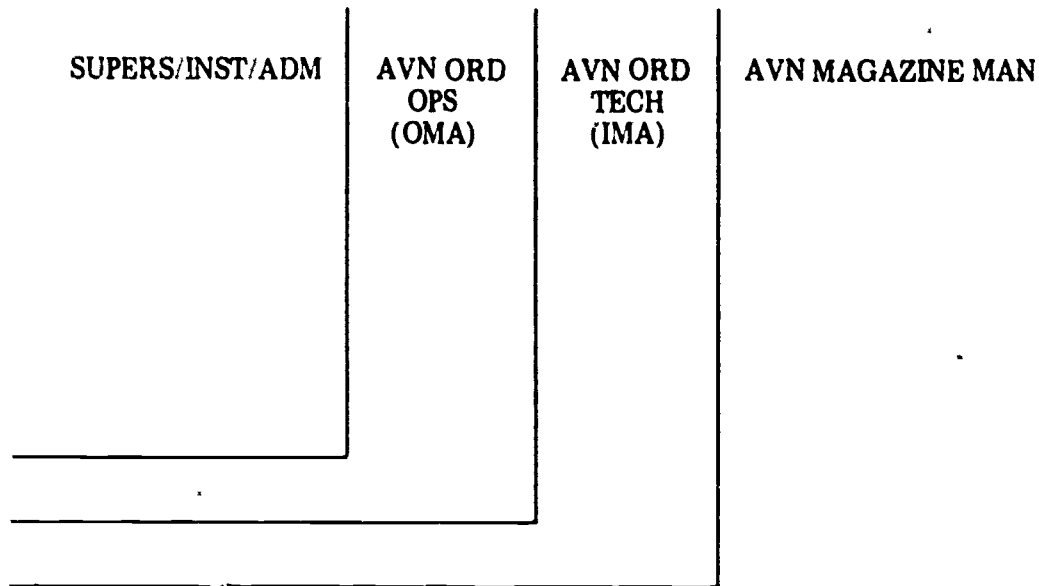 SUPERS/INST/ADM
AVN ORD
OPS
(OMA)
AVN ORD
TECH
(IMA)
AVN MAGAZINE MAN